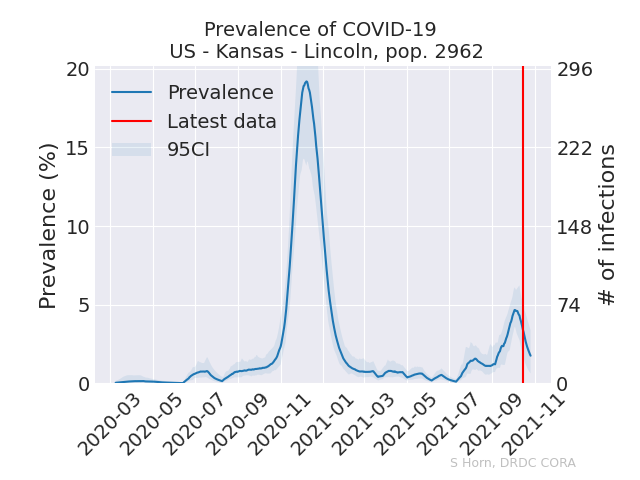 Prevalence of COVID-19
US - Kansas - Lincoln, pop. 2962
Prevalence
Latest data
95CI
Prevalence (%)
20
15
10
5
0
# of infections
296
222
148
74
0
2020-03
2020-05
2020-07
2020-09
2020-11
2021-01
2021-03
2021-05
2021-07
2021-09
2021-11
S Horn, DRDC CORA